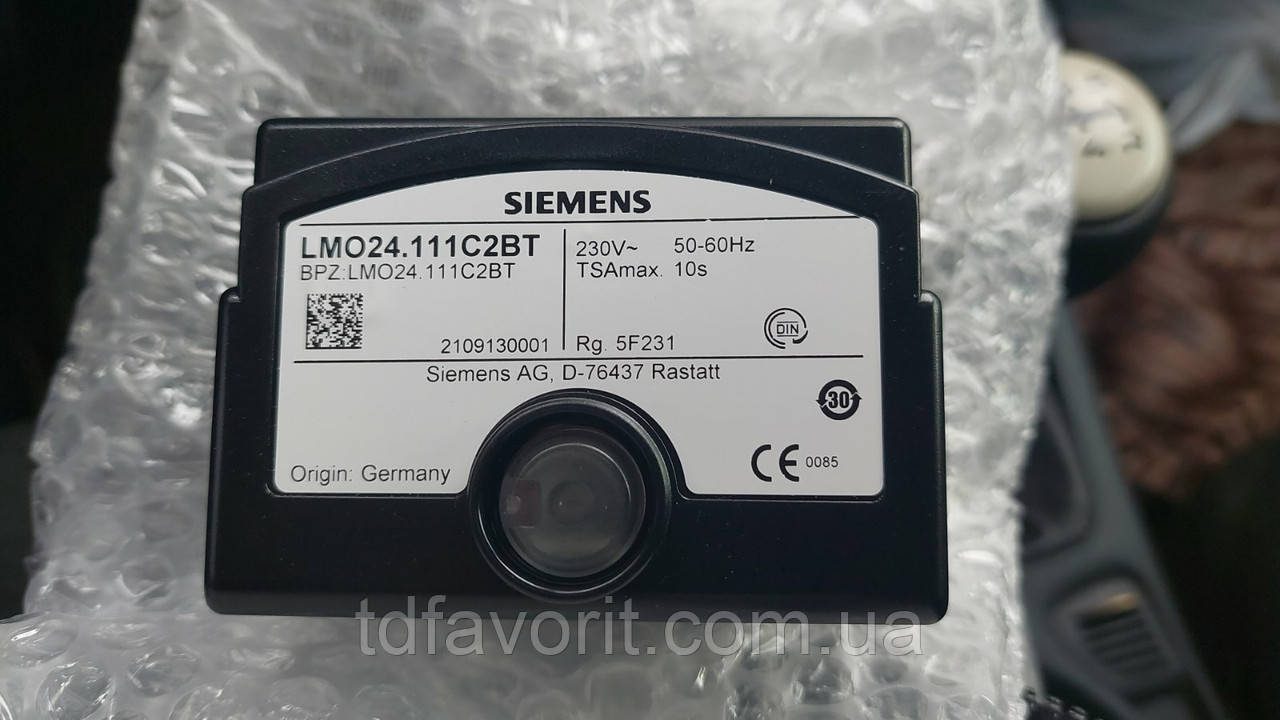 SIEMENS
LMO24.111C2BT
BPZ:LMO24.111C2BT
2109130001
230V~ 50-60Hz
TSAmax. 10s
DIN
Rg. 5F231
Siemens AG, D-76437 Rastatt
30
Origin: Germany
CE 0085
tdfavorit.com.ua